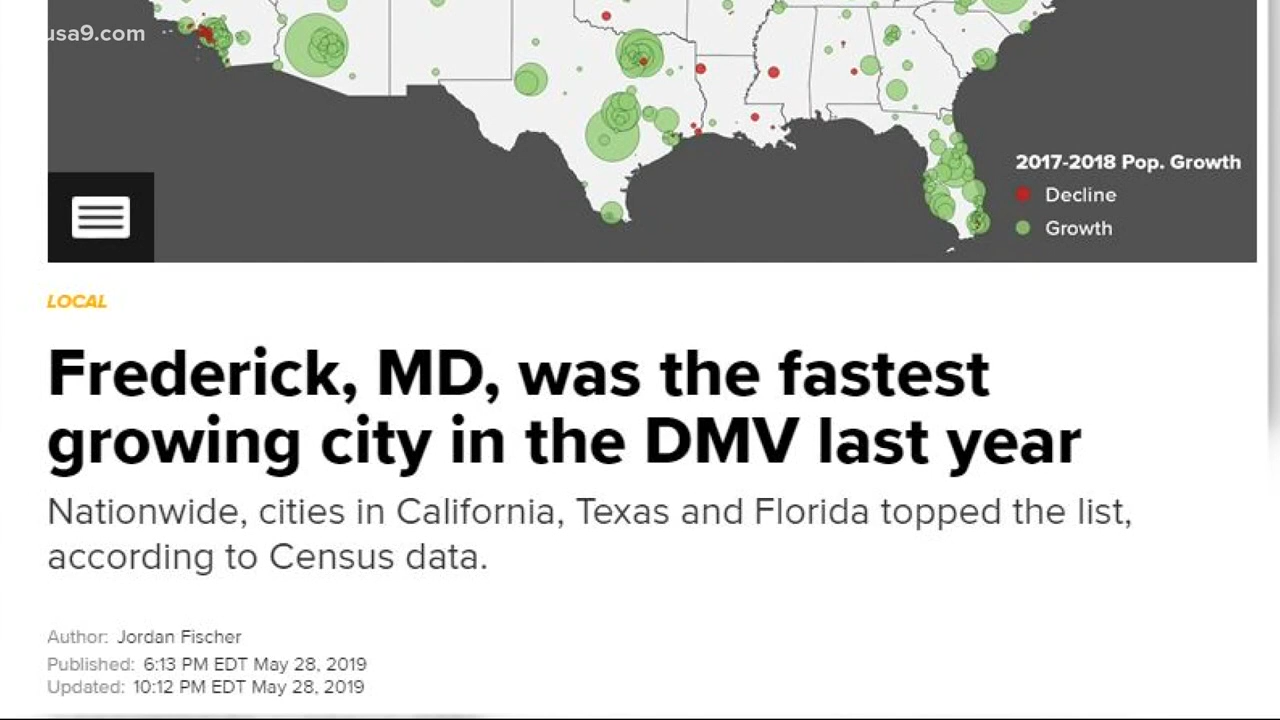 usa9.com
2017-2018 Pop. Growth
Decline
Growth
LOCAL
Frederick, MD, was the fastest
growing city in the DMV last year
Nationwide, cities in California, Texas and Florida topped the list,
according to Census data.
Author: Jordan Fischer
Published: 6:13 PM EDT May 28, 2019
Updated: 10:12 PM EDT May 28, 2019